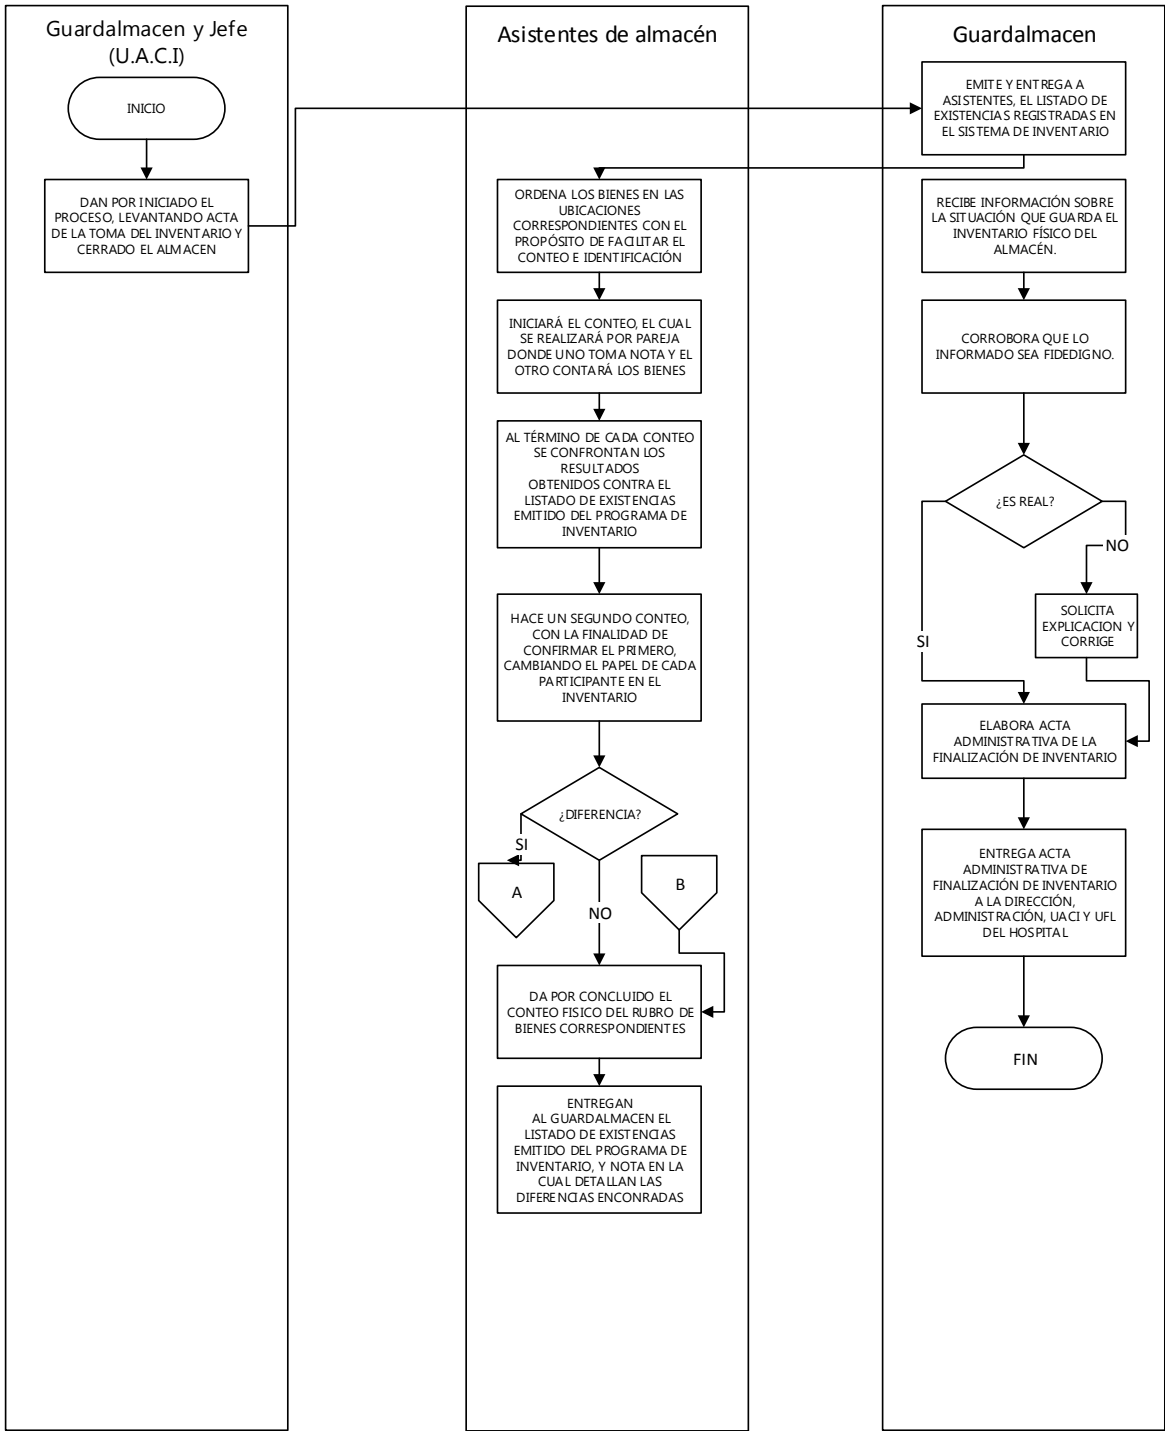 Guardalmacen y Jefe
(U.A.C.I)
INICIO
DAN POR INICIADO EL
PROCESO, LEVANTANDO ACTA
DE LA TOMA DEL INVENTARIO Y
CERRADO EL ALMACEN
Asistentes de almacén
ORDENA LOS BIENES EN LAS
UBICACIONES
CORRESPONDIENTES CON EL
PROPÓSITO DE FACILITAR EL
CONTEO E IDENTIFICACIÓN
INICIARÁ EL CONTEO, EL CUAL
SE REALIZARÁ POR PAREJA
DONDE UNO TOMA NOTA Y EL
OTRO CONTARÁ LOS BIENES
AL TÉRMINO DE CADA CONTEO
SE CONFRONTAN LOS
RESULTADOS
OBTENIDOS CONTRA EL
LISTADO DE EXISTENCIAS
EMITIDO DEL PROGRAMA DE
INVENTARIO
HACE UN SEGUNDO CONTEO,
CON LA FINALIDAD DE
CONFIRMAR EL PRIMERO,
CAMBIANDO EL PAPEL DE CADA
PARTICIPANTE EN EL
INVENTARIO
¿DIFERENCIA?
SI
A
B
NO
DA POR CONCLUIDO EL
CONTEO FISICO DEL RUBRO DE
BIENES CORRESPONDIENTES
ENTREGAN
AL GUARDALMACEN EL
LISTADO DE EXISTENCIAS
EMITIDO DEL PROGRAMA DE
INVENTARIO, Y NOTA EN LA
CUAL DETALLAN LAS
DIFERENCIAS ENCONRADAS
Guardalmacen
EMITE Y ENTREGA A
ASISTENTES, EL LISTADO DE
EXISTENCIAS REGISTRADAS EN
EL SISTEMA DE INVENTARIO
RECIBE INFORMACIÓN SOBRE
LA SITUACIÓN QUE GUARDA EL
INVENTARIO FÍSICO DEL
ALMACÉN.
CORROBORA QUE LO
INFORMADO SEA FIDEDIGNO.
¿ES REAL?
NO
SI
SOLICITA
EXPLICACION Y
CORRIGE
ELABORA ACTA
ADMINISTRATIVA DE LA
FINALIZACIÓN DE INVENTARIO
ENTREGA ACTA
ADMINISTRATIVA DE
FINALIZACIÓN DE INVENTARIO
A LA DIRECCIÓN,
ADMINISTRACIÓN, UACI Y UFL
DEL HOSPITAL
FIN